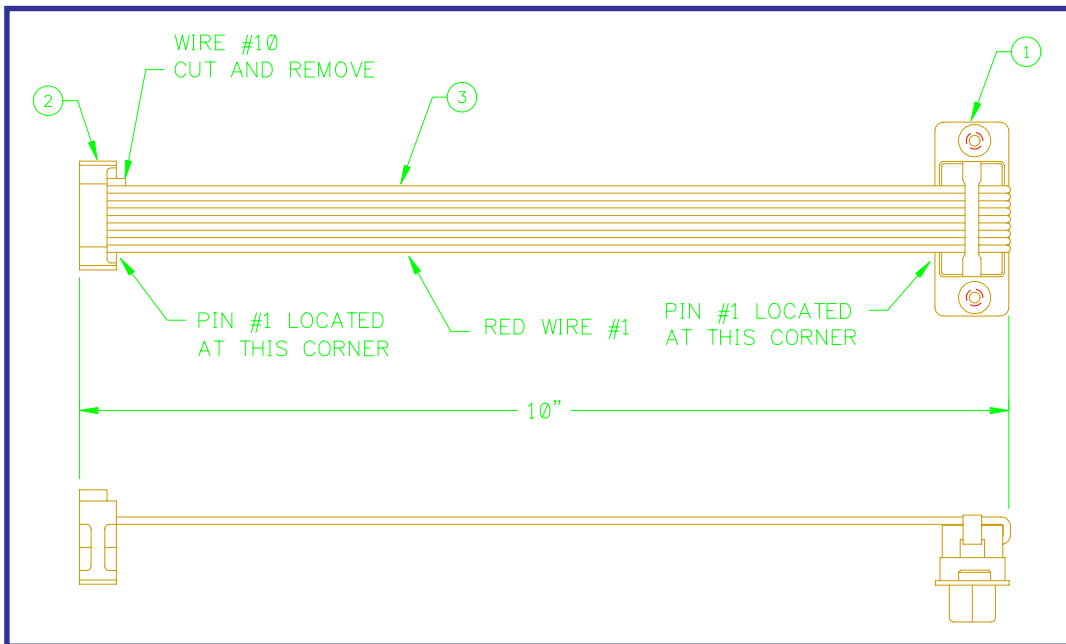 WIRE #10
CUT AND REMOVE
1
2
3
PIN #1 LOCATED
AT THIS CORNER
RED WIRE #1
PIN #1 LOCATED
AT THIS CORNER
10”